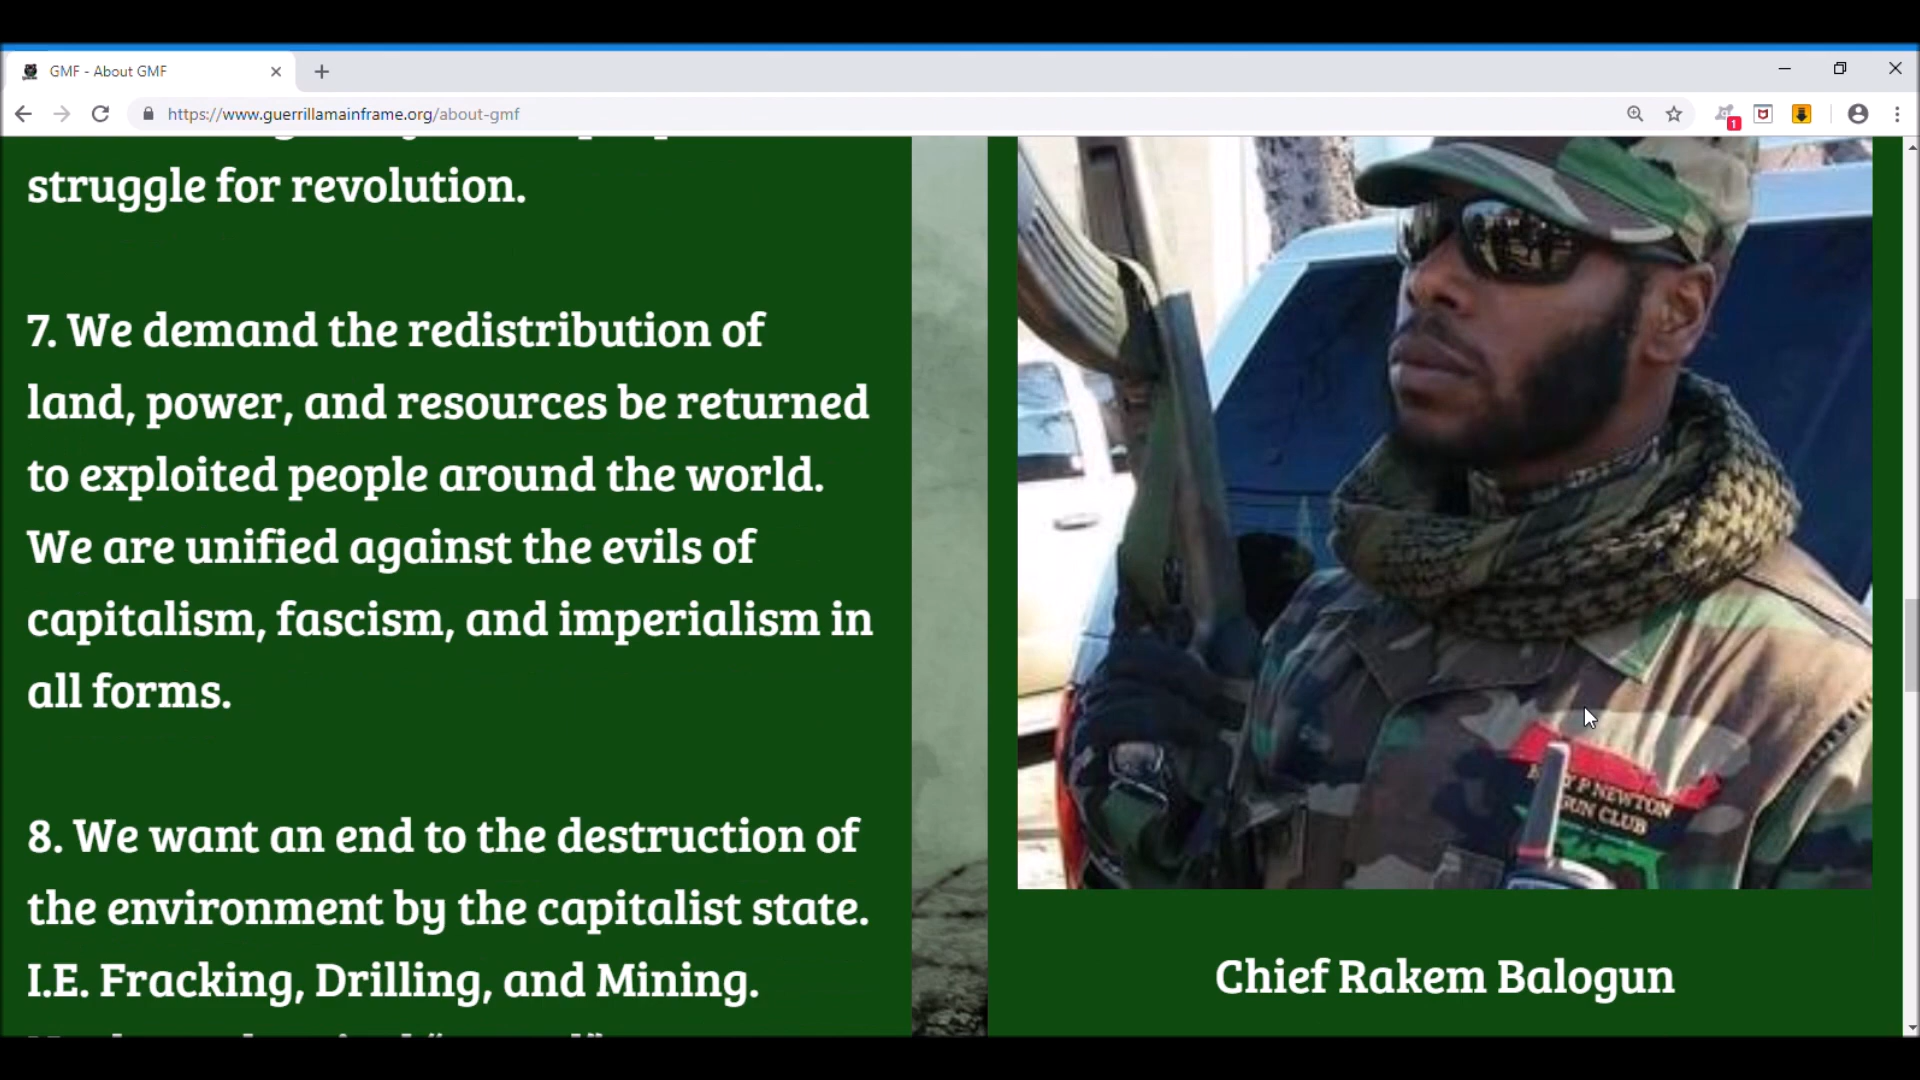 GMF - About GMF
https://www.guerrillamainframe.org/about-gmf
1
struggle for revolution.
7. We demand the redistribution of
land, power, and resources be returned
to exploited people around the world.
We are unified against the evils of
capitalism, fascism, and imperialism in
all forms.
8. We want an end to the destruction of
the environment by the capitalist state.
I.E. Fracking, Drilling, and Mining.
P NEWTON
GUN CLUB
Chief Rakem Balogun